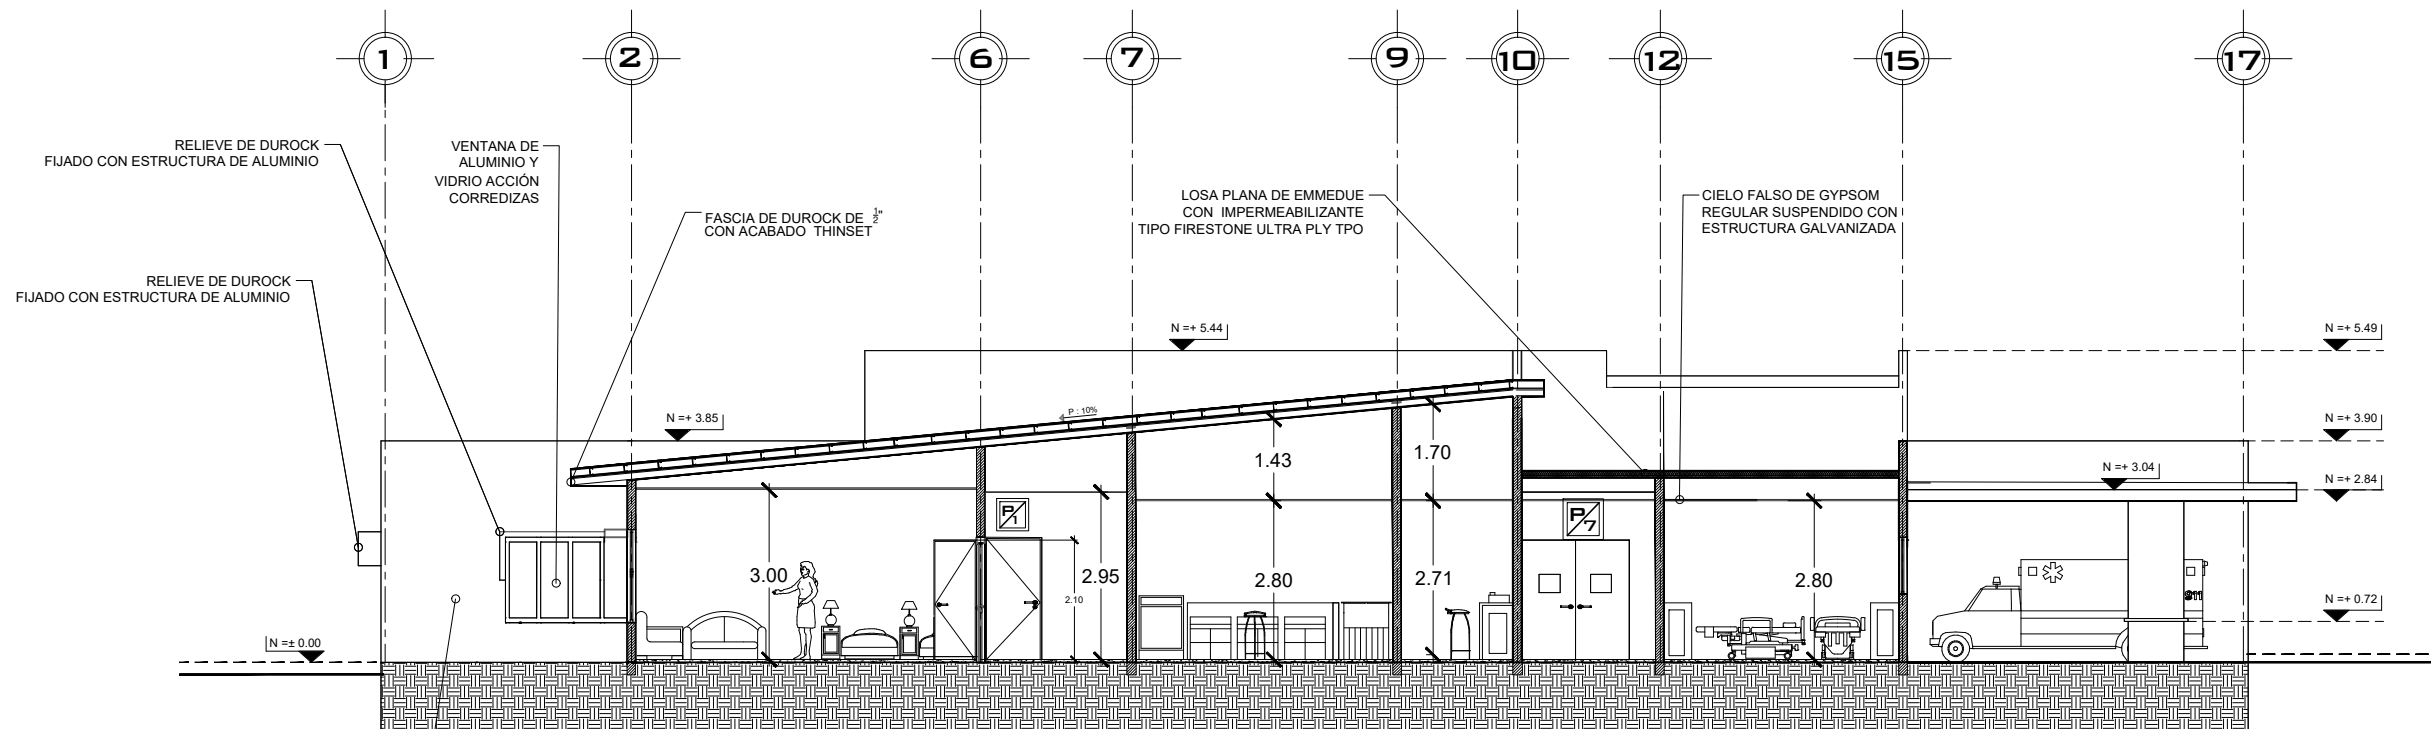 1
2
6
7
9
10
12
15
17
RELIEVE DE DUROCK
FIJADO CON ESTRUCTURA DE ALUMINIO
VENTANA DE
ALUMINIO Y
VIDRIO ACCIÓN
CORREDIZAS
FASCIA DE DUROCK DE 1/2"
CON ACABADO THINSET
LOSA PLANA DE EMMEDUE
CON IMPERMEABILIZANTE
TIPO FIRESTONE ULTRA PLY TPO
CIELO FALSO DE GYPSOM
REGULAR SUSPENDIDO CON
ESTRUCTURA GALVANIZADA
RELIEVE DE DUROCK
FIJADO CON ESTRUCTURA DE ALUMINIO
N =+ 5.44
N =+ 5.49
N =+ 3.85
P : 10%
N =+ 3.90
1.43
1.70
N =+ 3.04
N =+ 2.84
P/1
P/7
3.00
2.95
2.10
2.80
2.71
2.80
911
N =+ 0.72
N =± 0.00